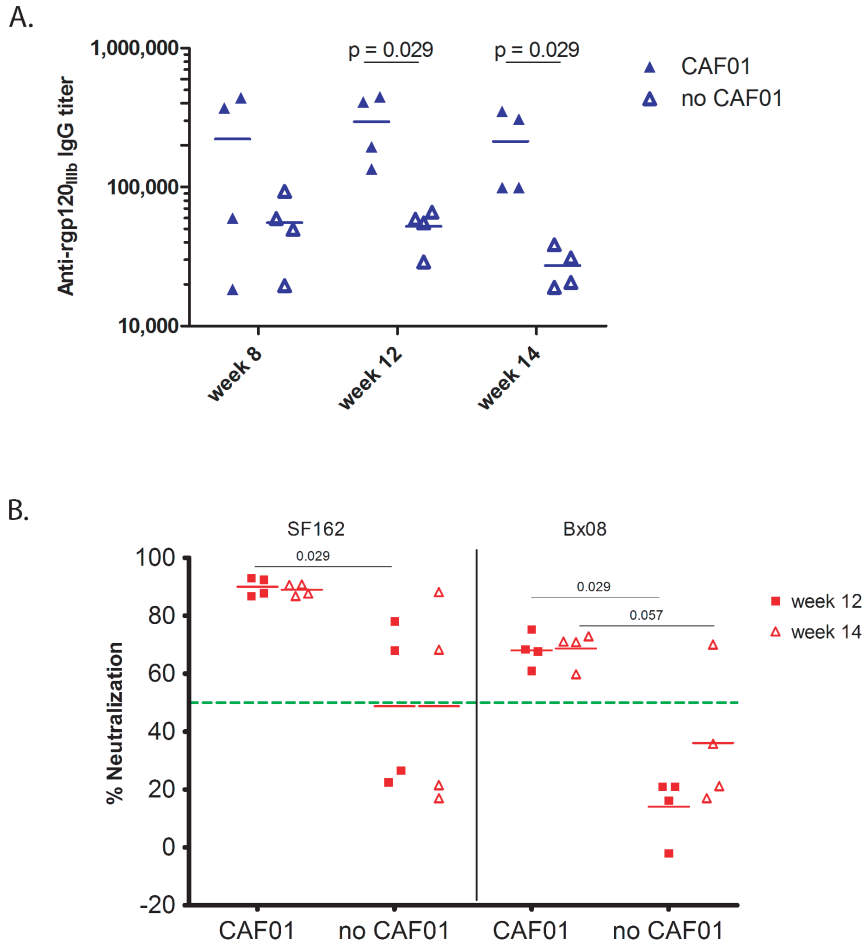 A.
1,000,000
100,000
10,000
Anti-rgp120IIIb IgG titer
p = 0.029
p = 0.029
CAF01
no CAF01
week 8
week 12
week 14
B.
SF162
Bx08
0.029
0.029
0.057
week 12
week 14
% Neutralization
100
80
60
40
20
0
-20
CAF01
no CAF01
CAF01
no CAF01